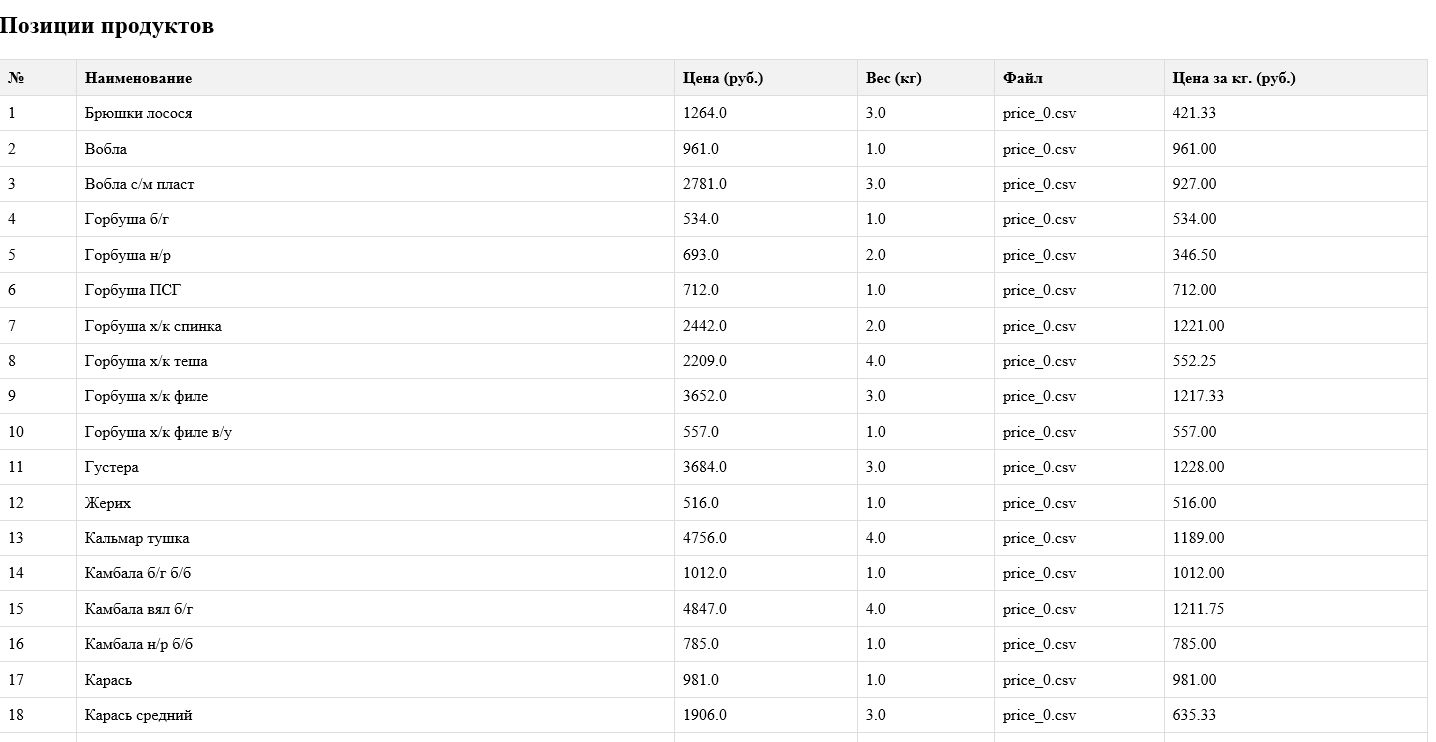 Позиции продуктов
№ Наименование Цена (руб.) Вес (кг) Файл Цена за кг. (руб.)
1 Брюшки лосося 1264.0 3.0 price_0.csv 421.33
2 Вобла 961.0 1.0 price_0.csv 961.00
3 Вобла с/м пласт 2781.0 3.0 price_0.csv 927.00
4 Горбуша б/г 534.0 1.0 price_0.csv 534.00
5 Горбуша н/р 693.0 2.0 price_0.csv 346.50
6 Горбуша ПСГ 712.0 1.0 price_0.csv 712.00
7 Горбуша х/к спинка 2442.0 2.0 price_0.csv 1221.00
8 Горбуша х/к теша 2209.0 4.0 price_0.csv 552.25
9 Горбуша х/к филе 3652.0 3.0 price_0.csv 1217.33
10 Горбуша х/к филе в/у 557.0 1.0 price_0.csv 557.00
11 Густера 3684.0 3.0 price_0.csv 1228.00
12 Жерих 516.0 1.0 price_0.csv 516.00
13 Кальмар тушка 4756.0 4.0 price_0.csv 1189.00
14 Камбала б/г б/б 1012.0 1.0 price_0.csv 1012.00
15 Камбала вял б/г 4847.0 4.0 price_0.csv 1211.75
16 Камбала н/р б/б 785.0 1.0 price_0.csv 785.00
17 Карась 981.0 1.0 price_0.csv 981.00
18 Карась средний 1906.0 3.0 price_0.csv 635.33